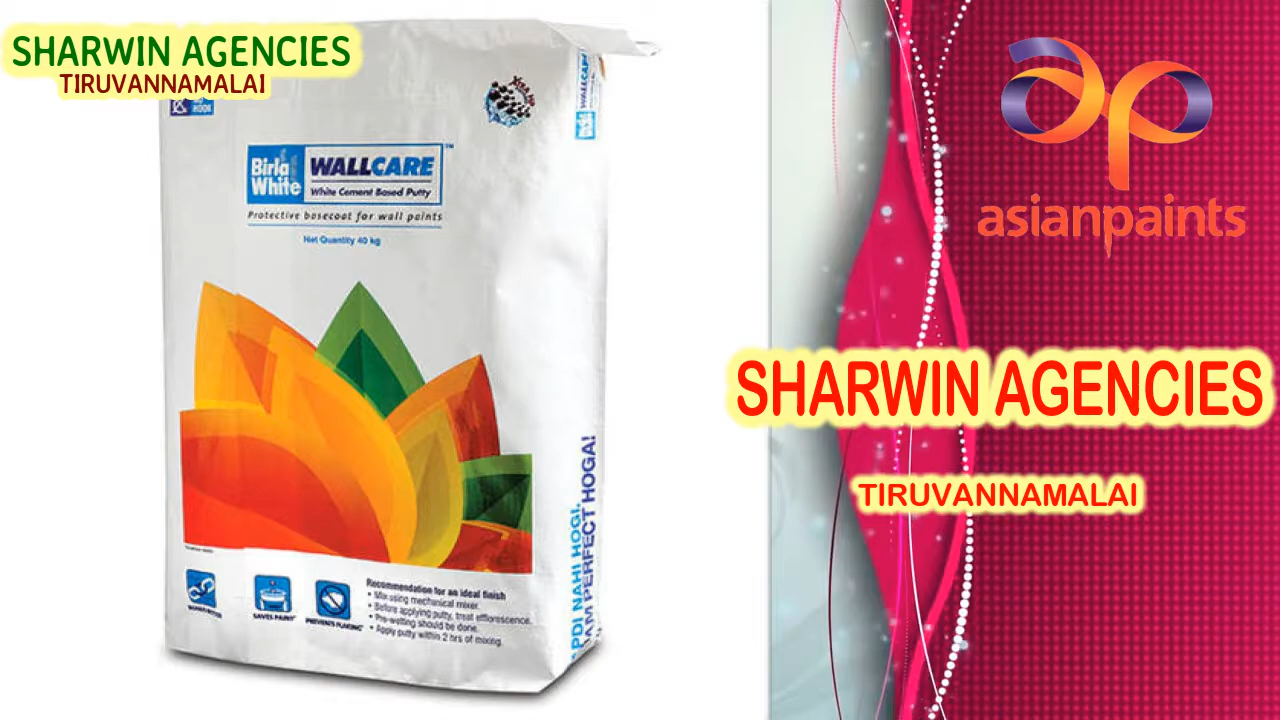 SHARWIN AGENCIES
TIRUVANNAMALAI
Birla White
WALLCARE™
White Cement Based Putty
Protective basecoat for wall paints
Net Quantity 40 kg
WALLCARE
SAVES PAINT
PREVENTS FLAKING
Recommendation for an ideal finish
• Mix using mechanical mixer.
• Before applying putty, treat efflorescence.
• Pre-wetting should be done.
• Apply putty within 2 hrs of mixing.
PDI NAHI HOGI.
PERFECT HOGA!
ap
asianpaints
SHARWIN AGENCIES
TIRUVANNAMALAI